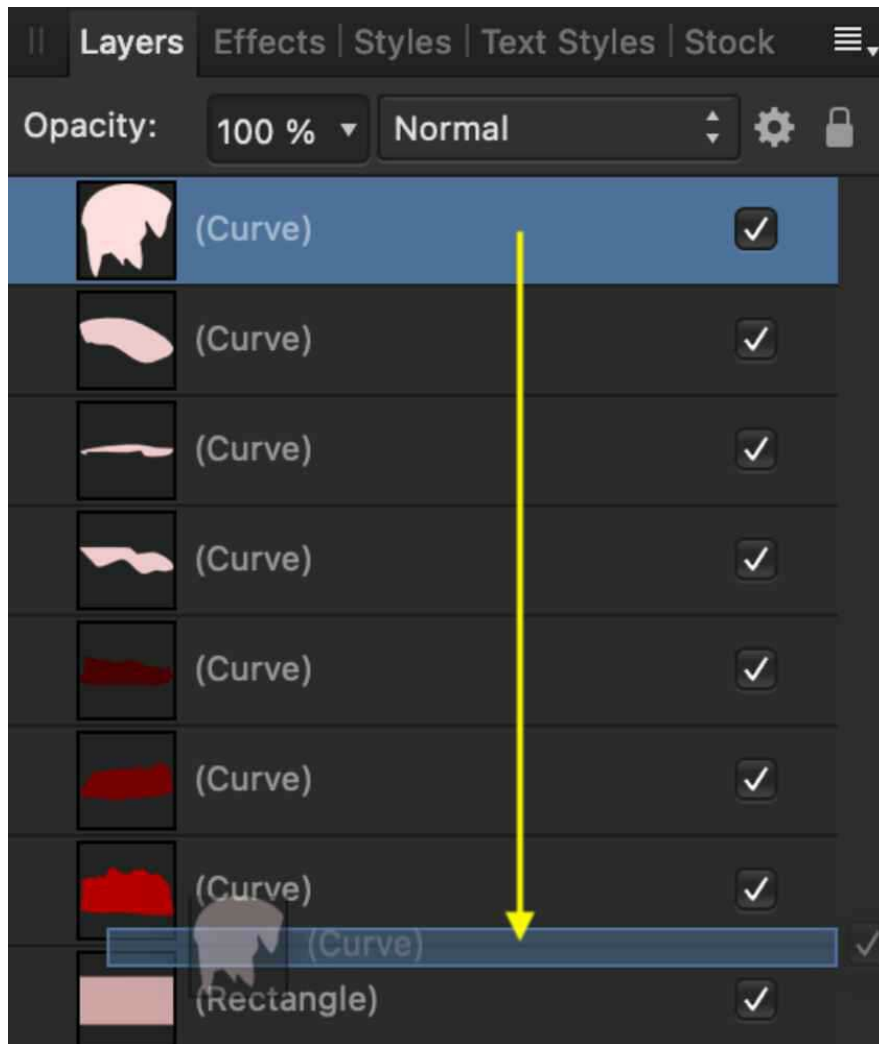 Layers Effects | Styles | Text Styles | Stock
Opacity: 100 % Normal
(Curve)
(Curve)
(Curve)
(Curve)
(Curve)
(Curve)
(Curve)
(Curve)
(Rectangle)